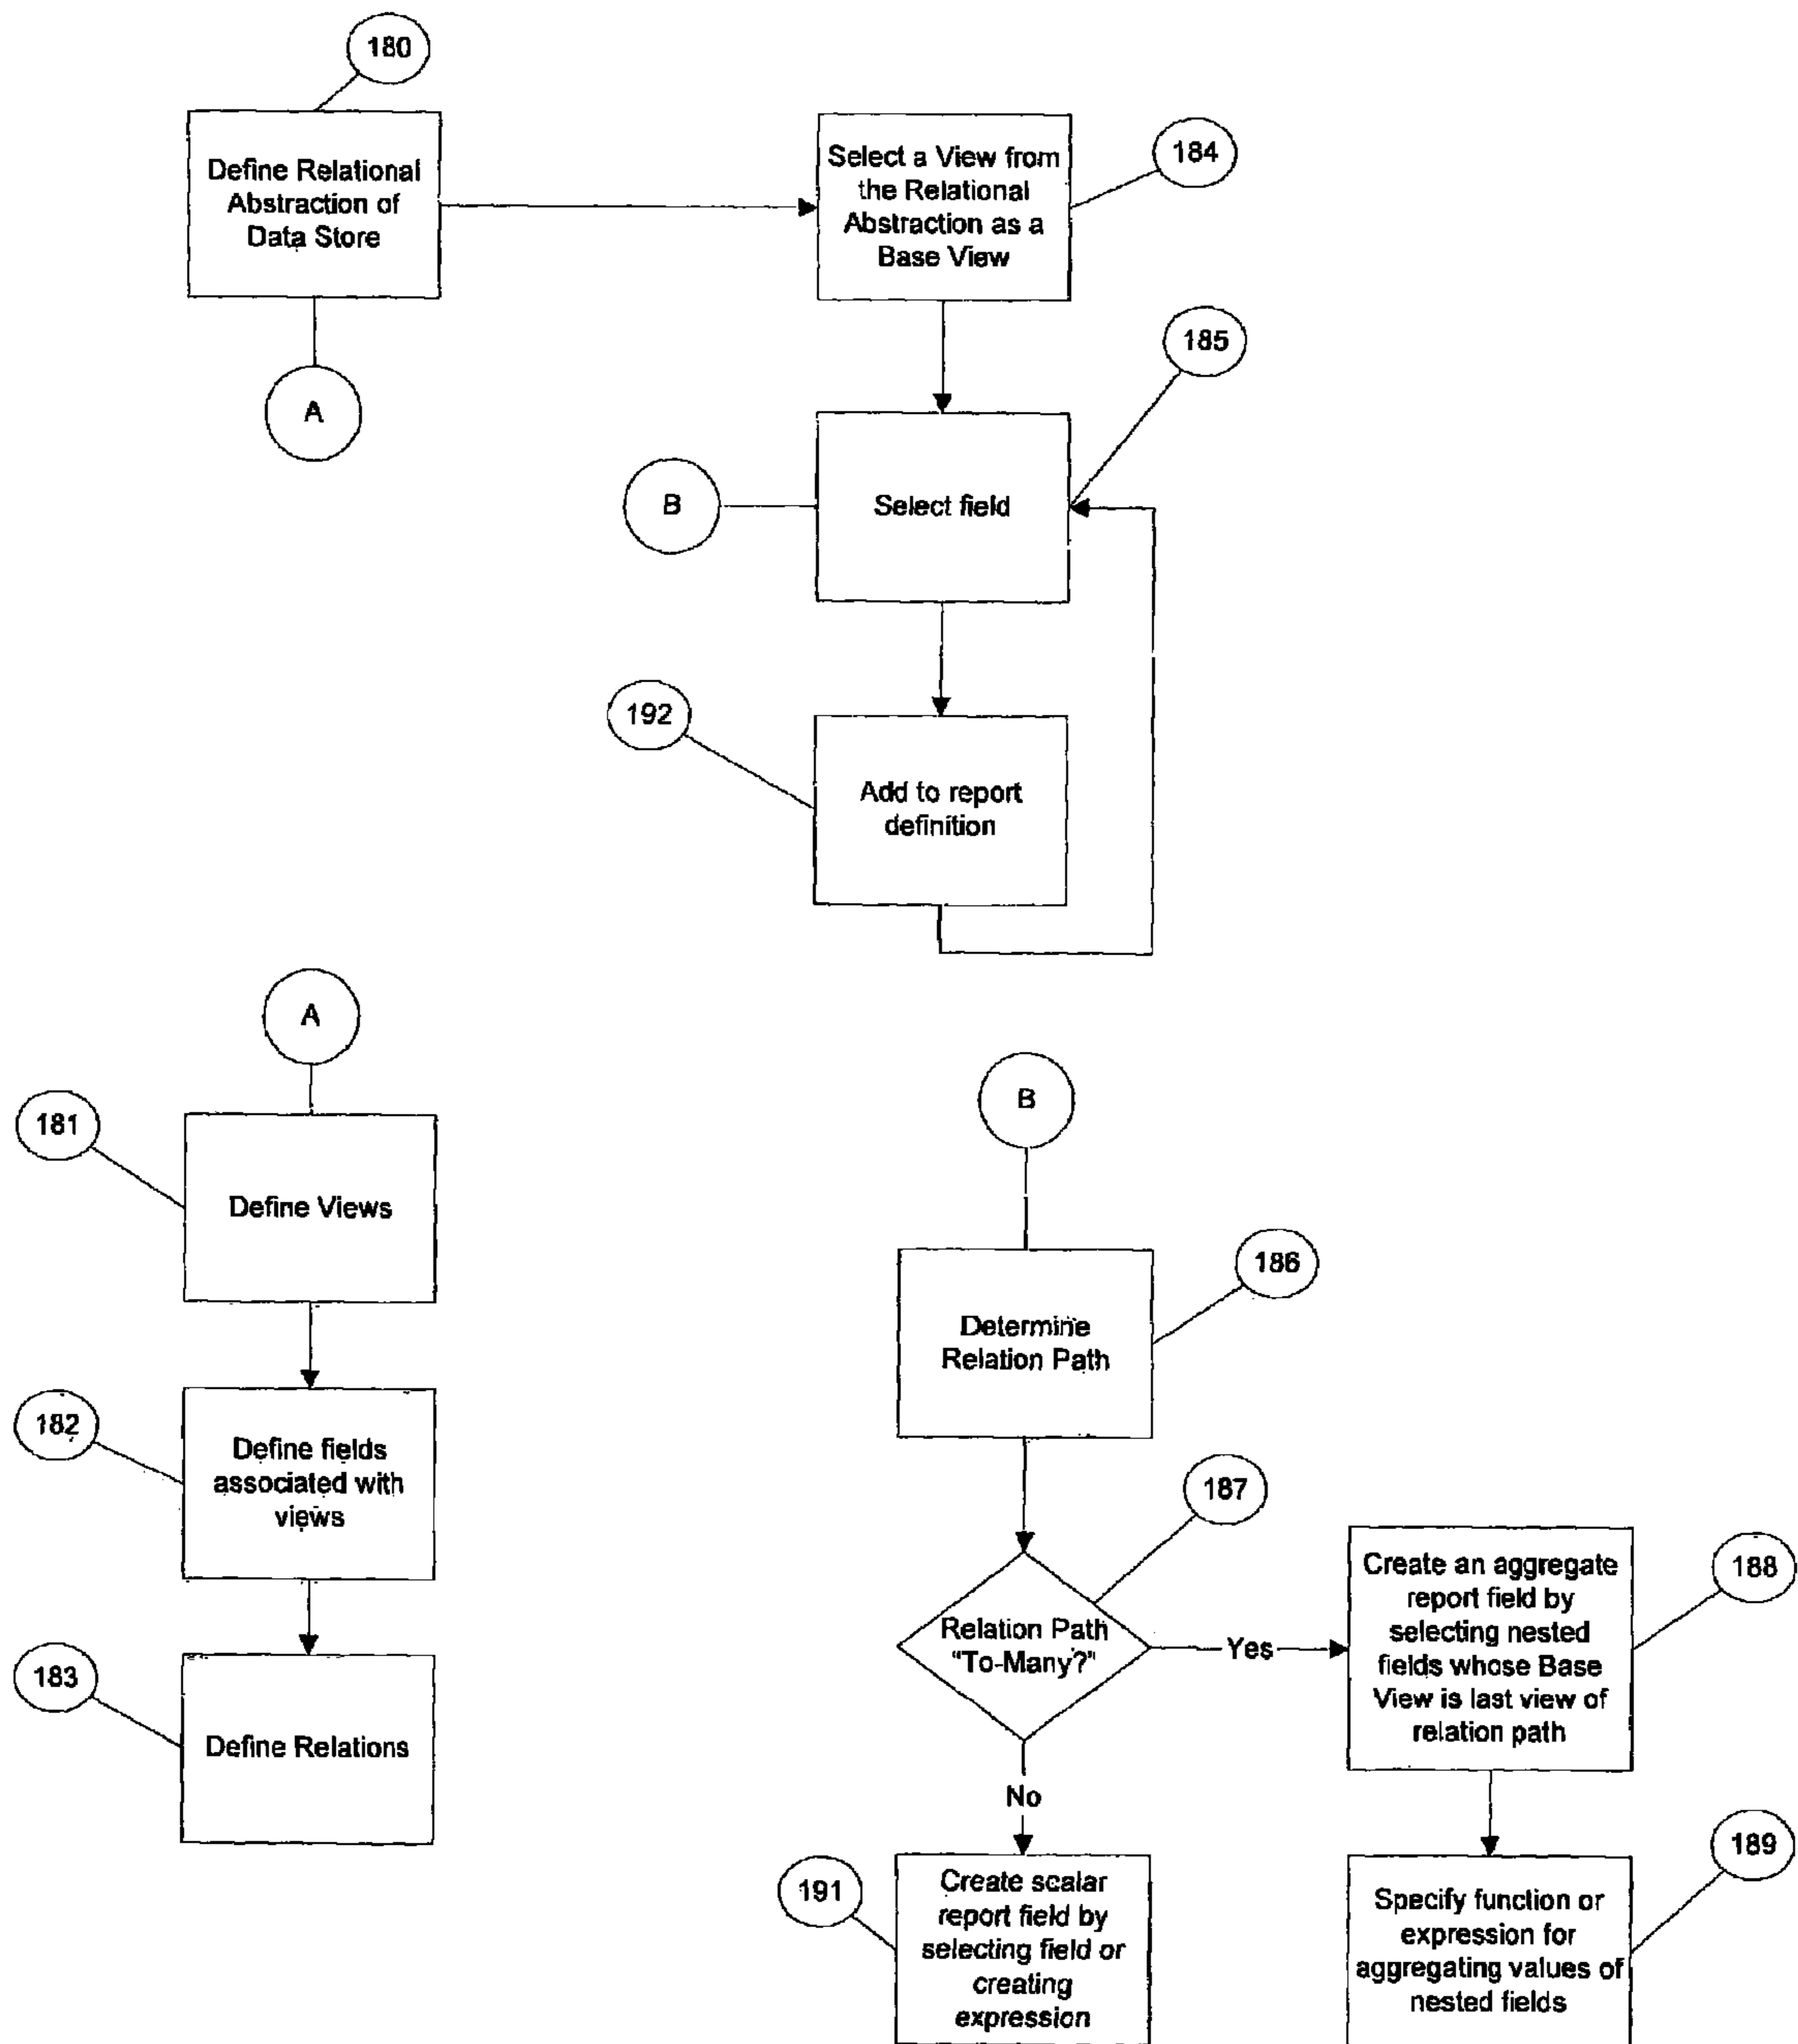 180
Define Relational
Abstraction of
Data Store
A
Select a View from
the Relational
Abstraction as a
Base View
184
185
B
Select field
192
Add to report
definition
A
181
Define Views
182
Define fields
associated with
views
183
Define Relations
B
186
Determine
Relation Path
187
Relation Path
"To-Many?"
Yes
No
188
Create an aggregate
report field by
selecting nested
fields whose Base
View is last view of
relation path
191
Create scalar
report field by
selecting field or
creating
expression
189
Specify function or
expression for
aggregating values of
nested fields